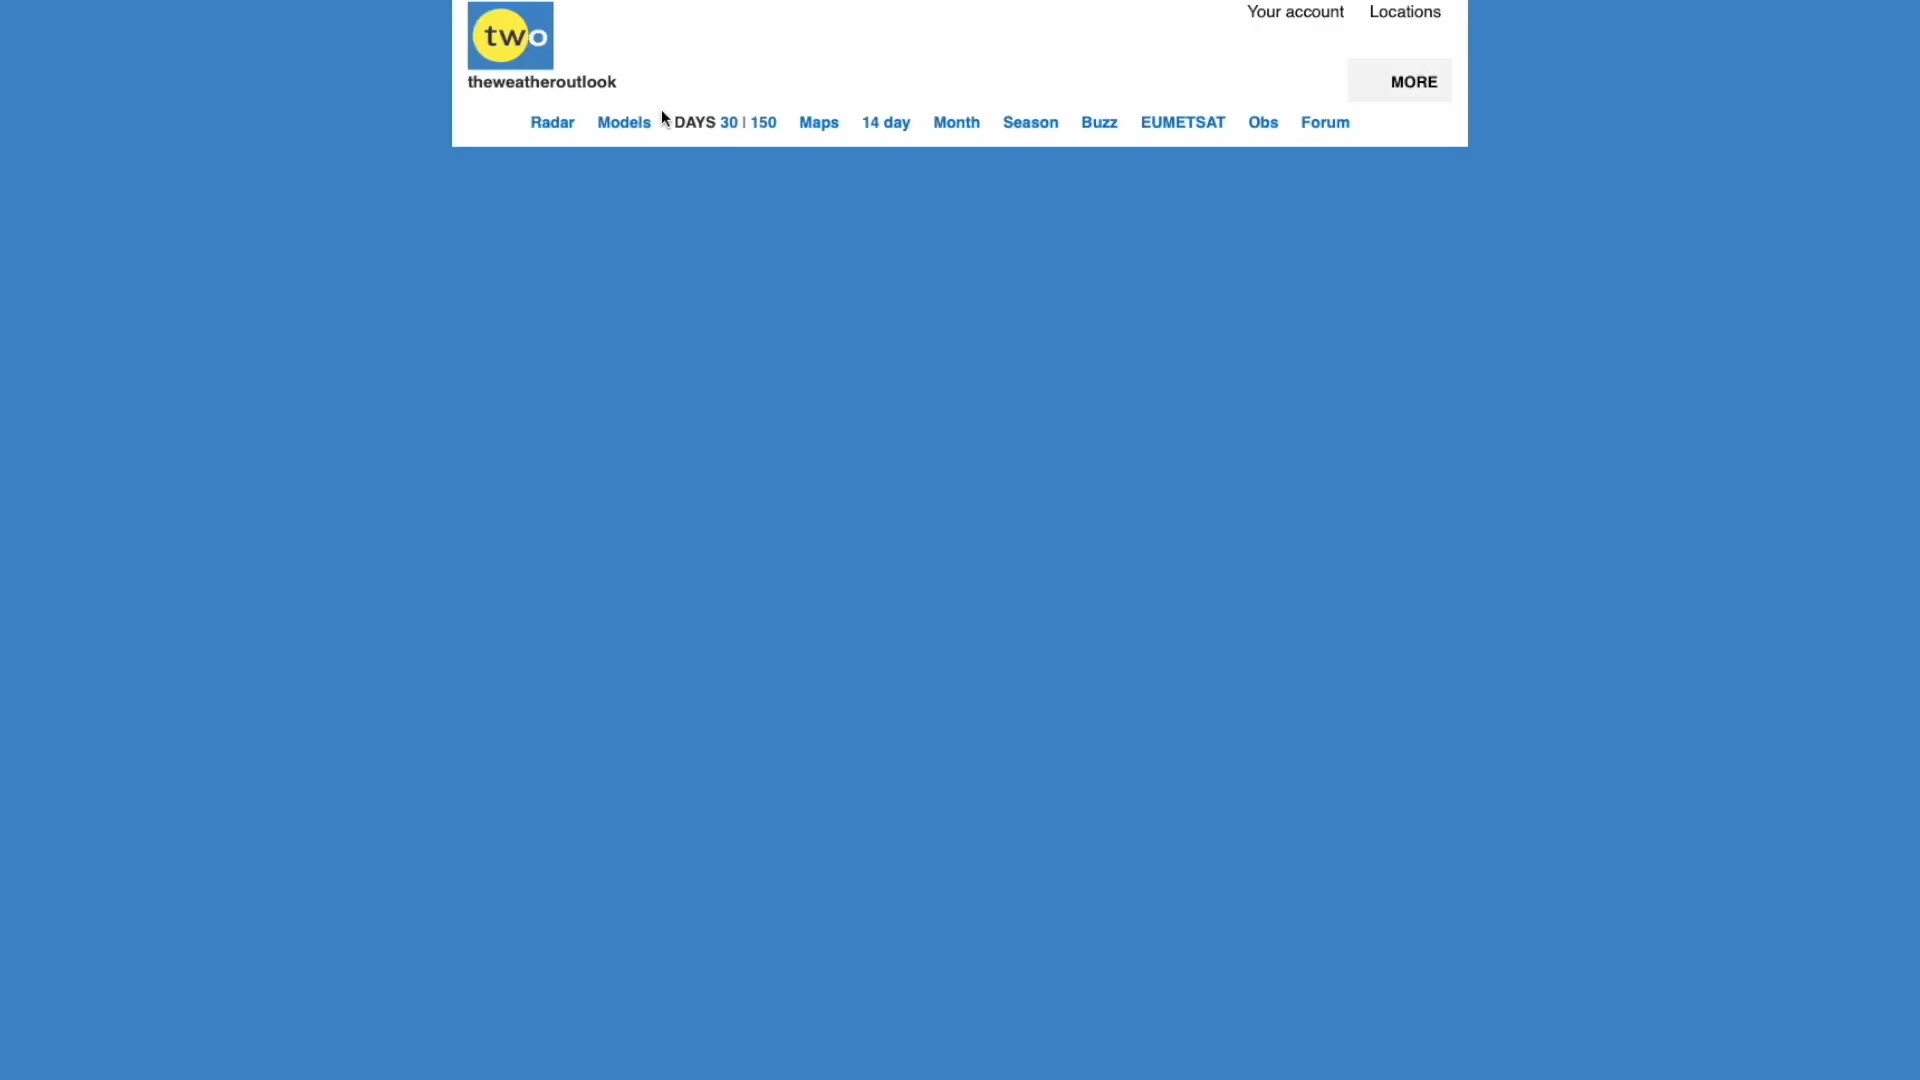 Your account Locations
two
theweatheroutlook
MORE
Radar Models DAYS 30 | 150 Maps 14 day Month Season Buzz EUMETSAT Obs Forum